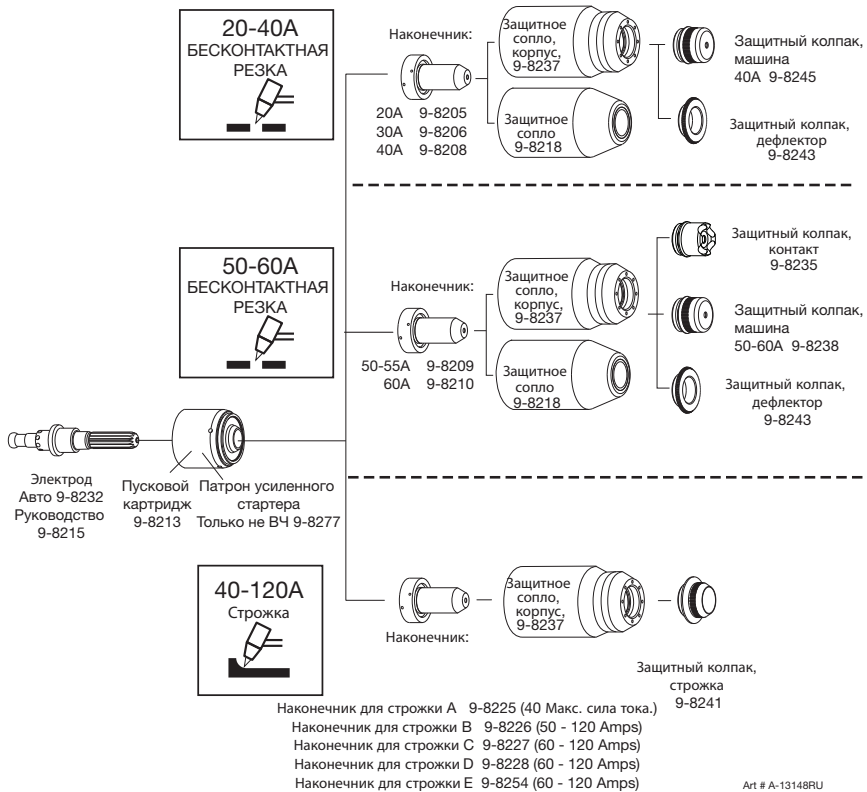 20-40A
БЕСКОНТАКТНАЯ
РЕЗКА
Наконечник:
20A 9-8205
30A 9-8206
40A 9-8208
Защитное
сопло,
корпус,
9-8237
Защитное
сопло
9-8218
Защитный колпак,
машина
40A 9-8245
Защитный колпак,
дефлектор
9-8243
50-60A
БЕСКОНТАКТНАЯ
РЕЗКА
Наконечник:
50-55A 9-8209
60A 9-8210
Защитное
сопло,
корпус,
9-8237
Защитное
сопло
9-8218
Защитный колпак,
контакт
9-8235
Защитный колпак,
машина
50-60A 9-8238
Защитный колпак,
дефлектор
9-8243
Электрод
Авто 9-8232
Руководство
9-8215
Пусковой
картридж
9-8213
Патрон усиленного
стартера
Только не ВЧ 9-8277
40-120A
Строжка
Наконечник:
Защитное
сопло,
корпус,
9-8237
Защитный колпак,
строжка
9-8241
Наконечник для строжки A 9-8225 (40 Макс. сила тока.)
Наконечник для строжки B 9-8226 (50 - 120 Amps)
Наконечник для строжки C 9-8227 (60 - 120 Amps)
Наконечник для строжки D 9-8228 (60 - 120 Amps)
Наконечник для строжки E 9-8254 (60 - 120 Amps)
Art # A-13148RU